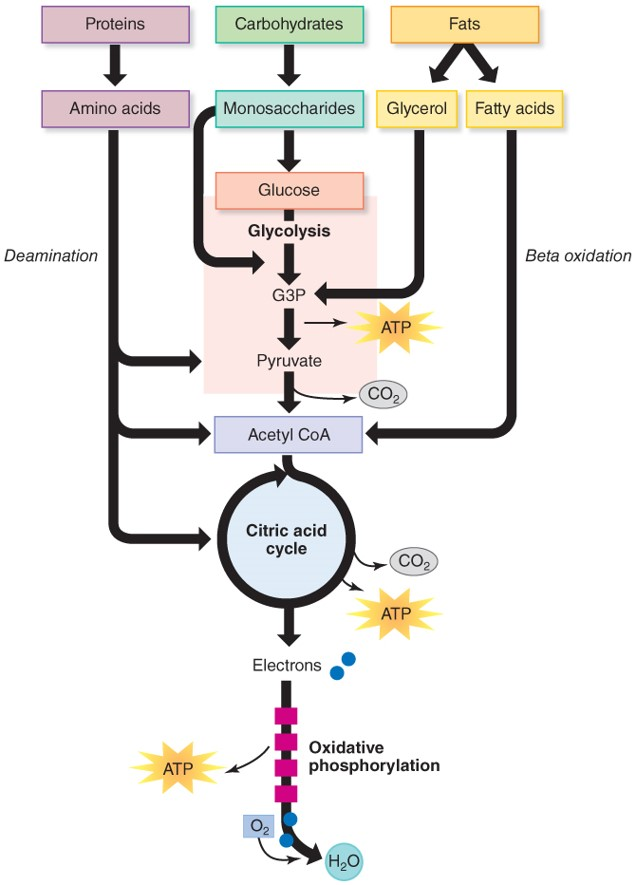 Proteins
Carbohydrates
Fats
Amino acids
Monosaccharides
Glycerol
Fatty acids
Glucose
Glycolysis
Deamination
Beta oxidation
G3P
ATP
Pyruvate
CO₂
Acetyl CoA
Citric acid
cycle
CO₂
ATP
Electrons
Oxidative
phosphorylation
ATP
O₂
H₂O